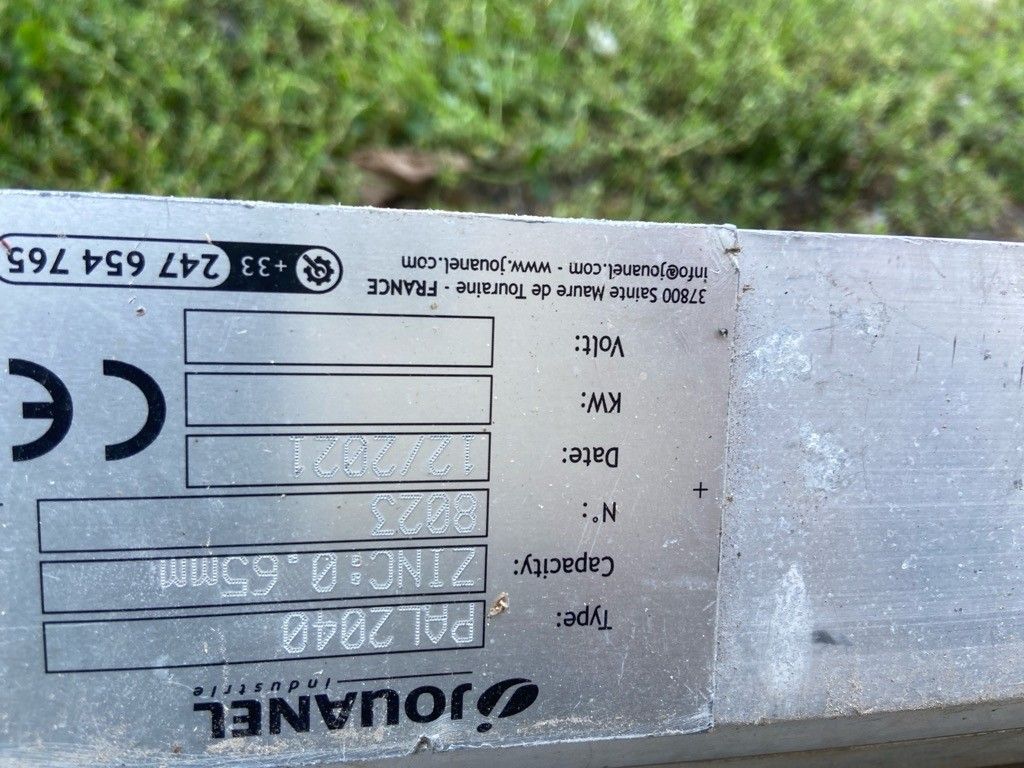 JOUANEL
industrie
Type: PAL2040
Capacity: ZINC:0.65mm
N°: 8023
Date: 12/2021
KW:
Volt:
CE
37800 Sainte Maure de Touraine - FRANCE
info@jouanel.com - www.jouanel.com
+33 247 654 765